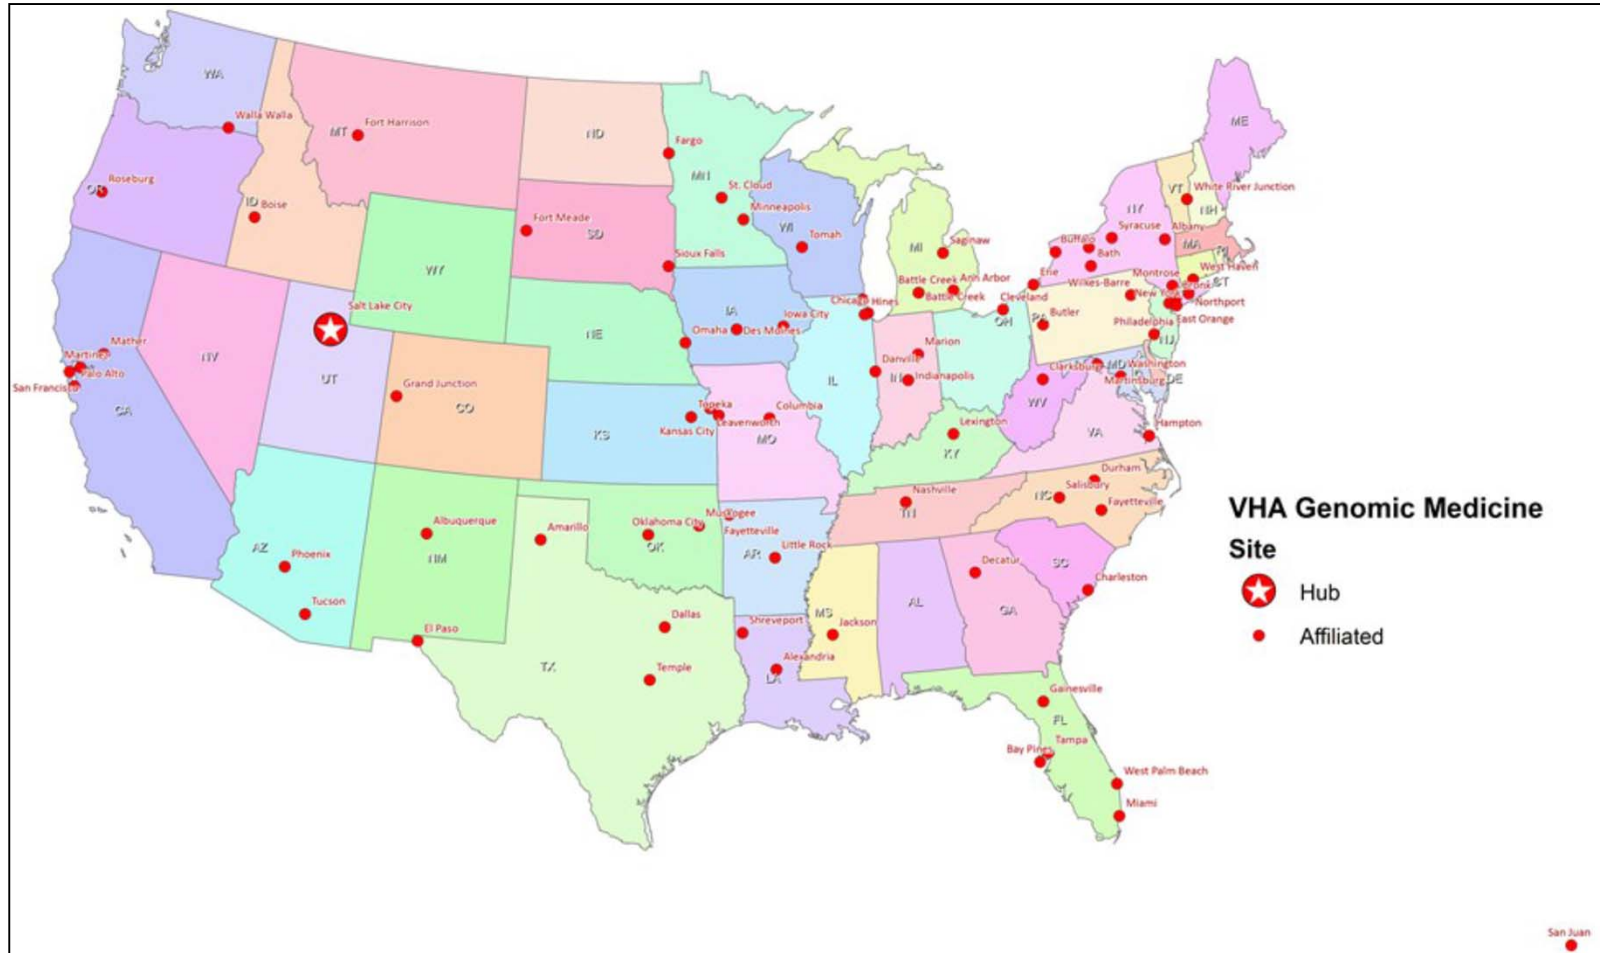 WA
Walla Walla
MT
Fort Harrison
ND
Fargo
MN
ME
OR
Roseburg
ID
Boise
Fort Meade
SD
St. Cloud
Minneapolis
WI
Tomah
MI
Saginaw
NY
VT
White River Junction
NH
Syracuse
Albany
Buffalo
Bath
MA
RI
WY
Sioux Falls
Battle Creek
Ann Arbor
Battle Creek
Erie
Montrose
West Haven
CT
Salt Lake City
NE
IA
Iowa City
Omaha
Des Moines
Chicago
Hines
Cleveland
OH
Wilkes-Barre
New York
Bronx
Northport
East Orange
PA
Butler
Philadelphia
NJ
Mather
Martinez
Palo Alto
San Francisco
CA
NV
UT
Grand Junction
CO
IL
Danville
Marion
IN
Indianapolis
Clarksburg
MD
Washington
Martinsburg
DE
WV
VA
Hampton
KS
Topeka
Kansas City
Leavenworth
Columbia
MO
Lexington
KY
Durham
NC
Salisbury
Fayetteville
Nashville
TN
AZ
Phoenix
Tucson
Albuquerque
NM
Amarillo
Oklahoma City
OK
Muskogee
Fayetteville
AR
Little Rock
Decatur
SC
Charleston
GA
AL
MS
Jackson
El Paso
TX
Dallas
Temple
Shreveport
Alexandria
LA
Gainesville
FL
Tampa
Bay Pines
West Palm Beach
Miami
San Juan
VHA Genomic Medicine
Site
Hub
Affiliated